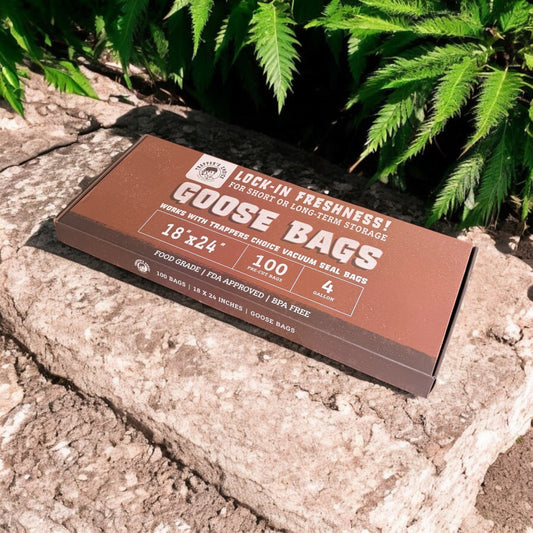 LOCK-IN FRESHNESS!
FOR SHORT OR LONG-TERM STORAGE
GOOSE BAGS
WORKS WITH TRAPPERS CHOICE VACUUM SEAL BAGS
18"x24"
100
PRE-CUT BAGS
4
GALLON
FOOD GRADE / FDA APPROVED / BPA FREE
100 BAGS | 18 X 24 INCHES | GOOSE BAGS